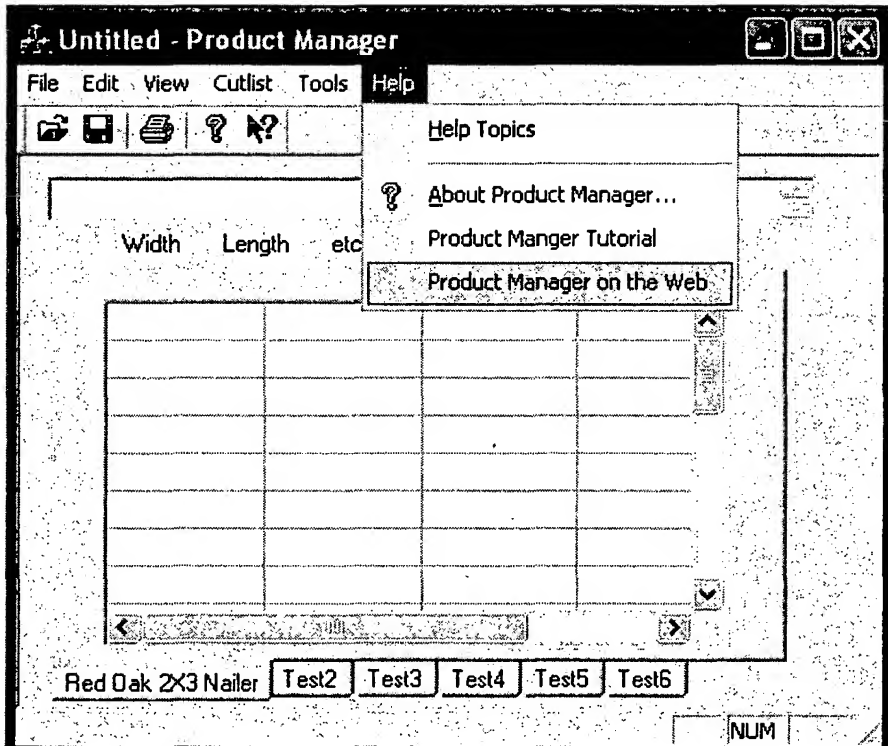 Untitled - Product Manager
File Edit View Cutlist Tools Help
Help Topics
About Product Manager...
Product Manger Tutorial
Product Manager on the Web
Width Length etc
Red Oak 2X3 Nailer Test2 Test3 Test4 Test5 Test6
NUM